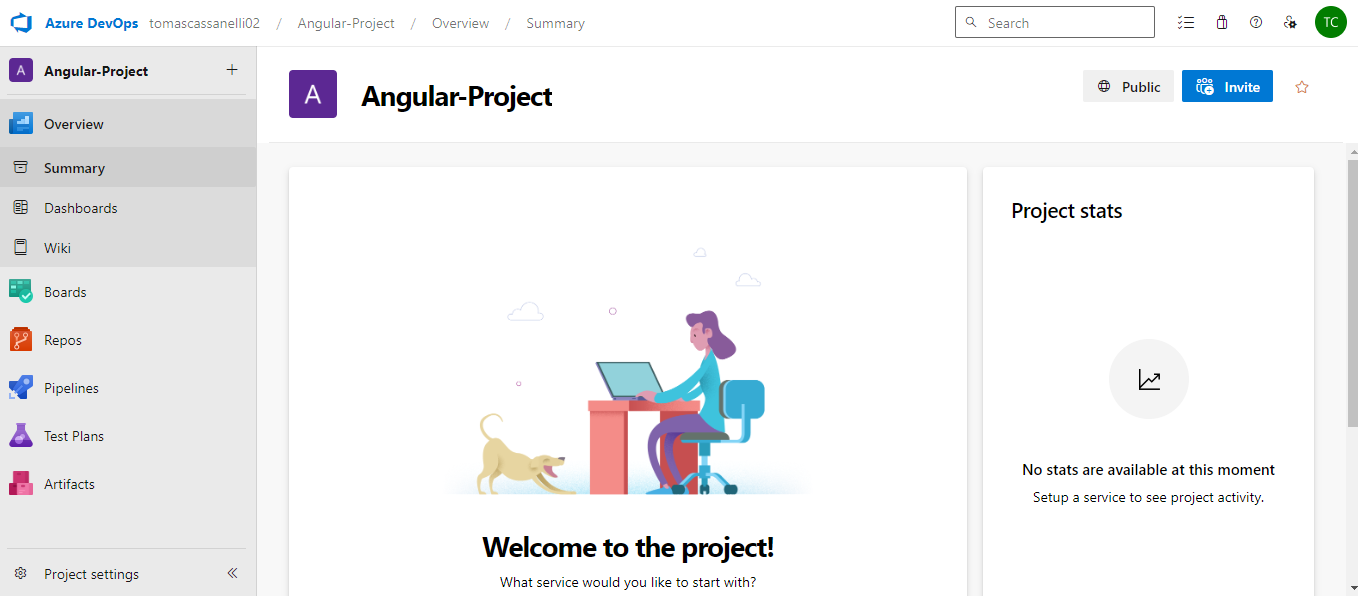 Azure DevOps tomascassanelli02 / Angular-Project / Overview / Summary
Search
TC
A Angular-Project +
Overview
Summary
Dashboards
Wiki
Boards
Repos
Pipelines
Test Plans
Artifacts
Project settings
A Angular-Project
Public
Invite
Welcome to the project!
What service would you like to start with?
Project stats
No stats are available at this moment
Setup a service to see project activity.